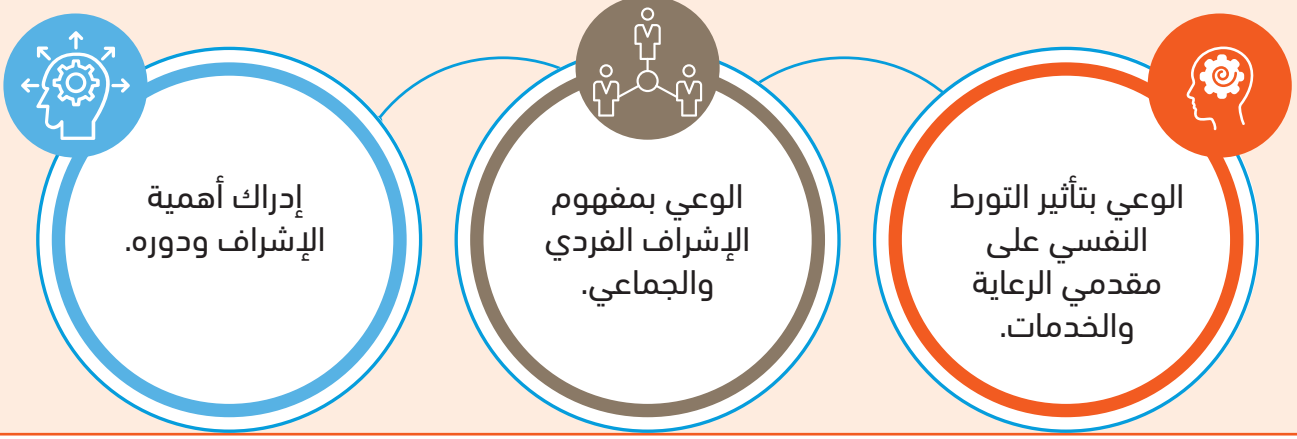 الوعي بتأثير التورط
النفسي على
مقدمي الرعاية
والخدمات.
الوعي بمفهوم
الإشراف الفردي
والجماعي.
إدراك أهمية
الإشراف ودوره.